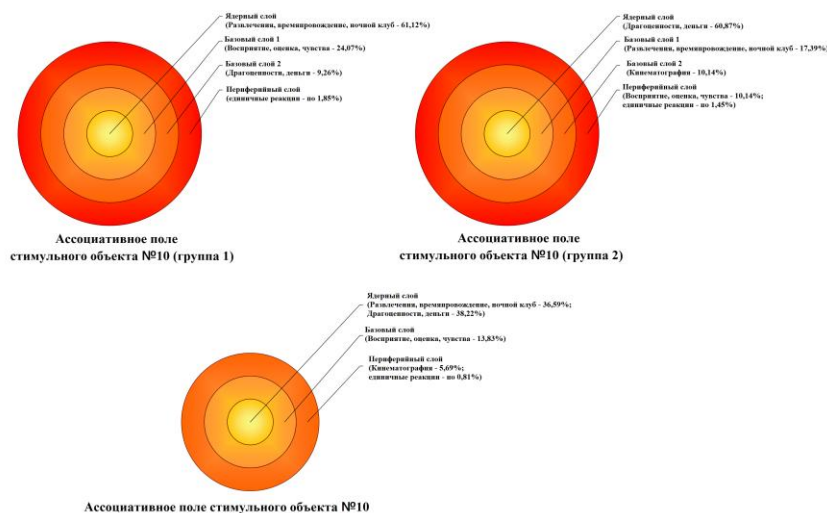 Ядерный слой
(Развлечения, времяпровождение, ночной клуб - 61,12%)
Базовый слой 1
(Восприятие, оценка, чувства - 24,07%)
Базовый слой 2
(Драгоценности, деньги - 9,26%)
Периферийный слой
(единичные реакции - по 1,85%)
Ассоциативное поле
стимульного объекта №10 (группа 1)
Ядерный слой
(Драгоценности, деньги - 60,87%)
Базовый слой 1
(Развлечения, времяпровождение, ночной клуб - 17,39%)
Базовый слой 2
(Кинематография - 10,14%)
Периферийный слой
(Восприятие, оценка, чувства - 10,14%;
единичные реакции - по 1,45%)
Ассоциативное поле
стимульного объекта №10 (группа 2)
Ядерный слой
(Развлечения, времяпровождение, ночной клуб - 36,59%;
Драгоценности, деньги - 38,22%)
Базовый слой
(Восприятие, оценка, чувства - 13,83%)
Периферийный слой
(Кинематография - 5,69%;
единичные реакции - по 0,81%)
Ассоциативное поле стимульного объекта №10